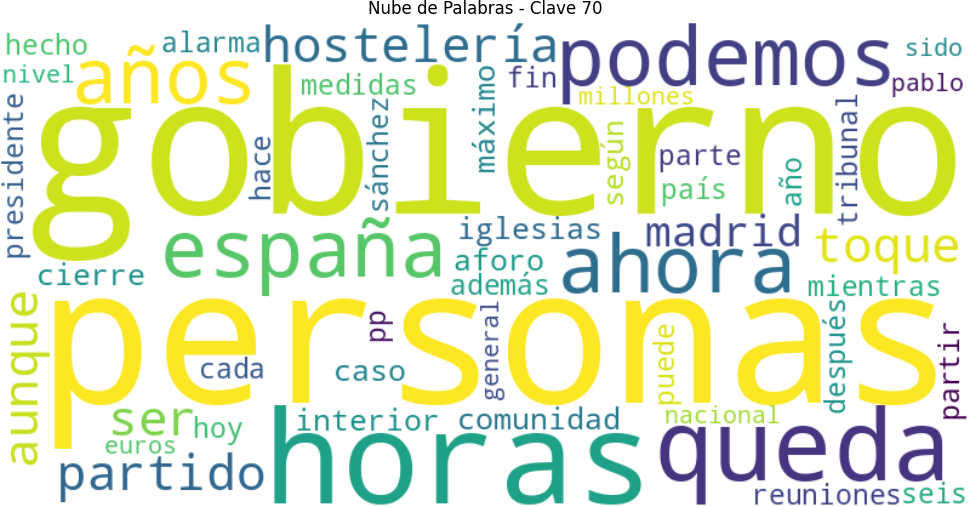 Nube de Palabras - Clave 70
hecho
alarma
hostelería
podemos
sido
nivel
años
medidas
fin
millones
pablo
gobierno
presidente
hace
sánchez
máximo
según
parte
país
año
tribunal
españa
iglesias
madrid
toque
cierre
aforo
ahora
además
mientras
personas
aunque
pp
general
puede
después
partir
cada
caso
ser
hoy
interior
comunidad
nacional
euros
partido
horas
queda
reuniones
seis